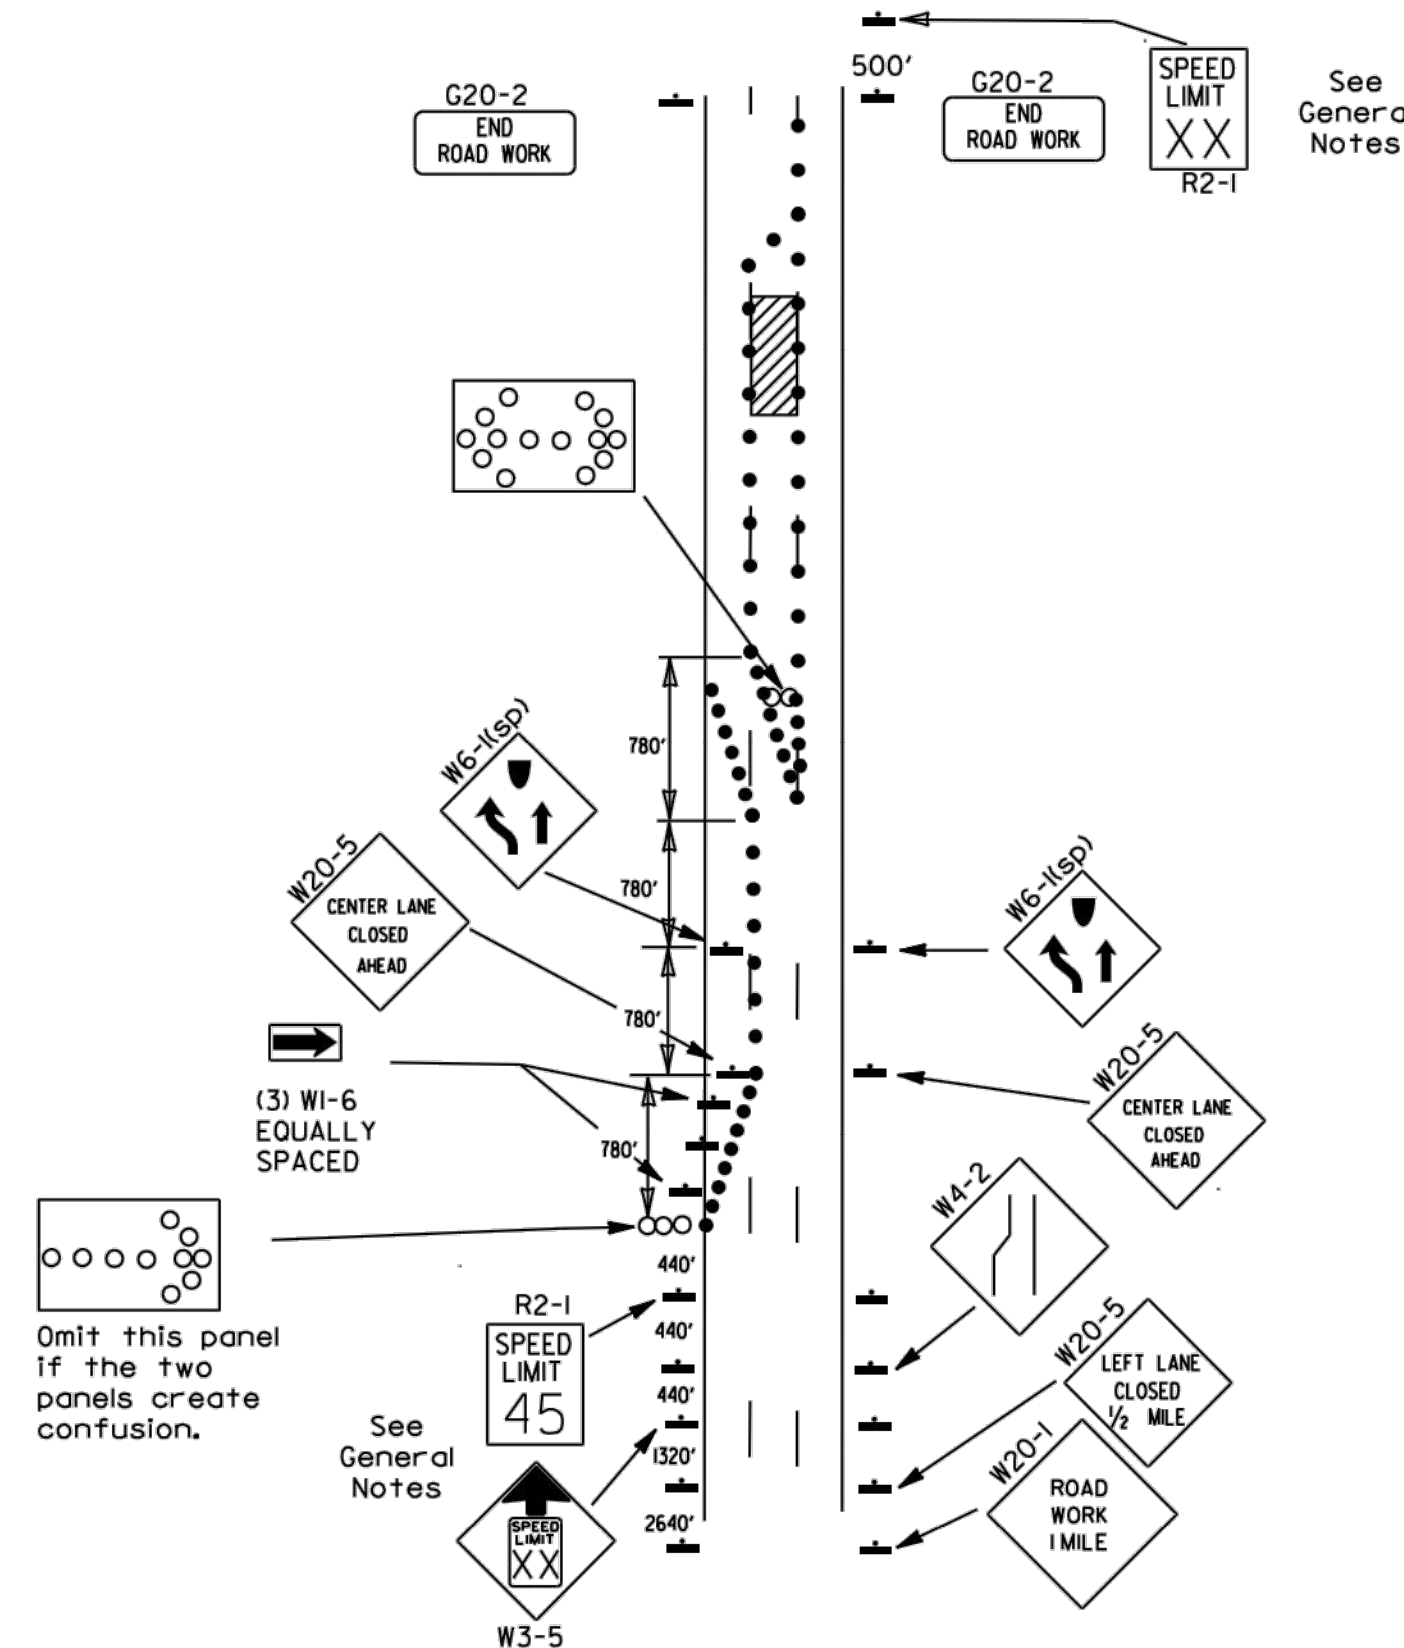 500'
SPEED
LIMIT
XX
R2-1
See
Genera
Notes
G20-2
END
ROAD WORK
G20-2
END
ROAD WORK
780'
W6-1(sp)
780'
W20-5
CENTER LANE
CLOSED
AHEAD
W6-1(sp)
780'
W20-5
CENTER LANE
CLOSED
AHEAD
(3) W1-6
EQUALLY
SPACED
780'
W4-2
440'
Omit this panel
if the two
panels create
confusion.
R2-1
SPEED
LIMIT
45
440'
440'
W20-5
LEFT LANE
CLOSED
1/2 MILE
See
General
Notes
1320'
W20-1
ROAD
WORK
1 MILE
2640'
SPEED
LIMIT
XX
W3-5